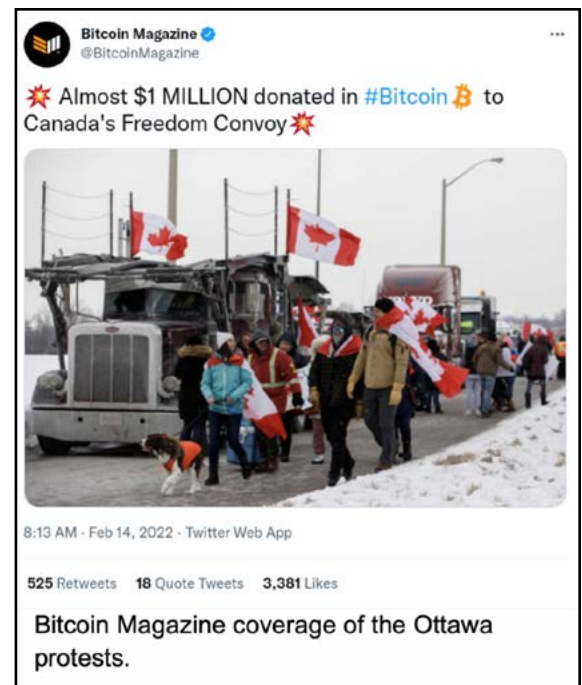 Bitcoin Magazine
@BitcoinMagazine
💥 Almost $1 MILLION donated in #Bitcoin ₿ to
Canada's Freedom Convoy💥
8:13 AM · Feb 14, 2022 · Twitter Web App
525 Retweets 18 Quote Tweets 3,381 Likes
Bitcoin Magazine coverage of the Ottawa
protests.